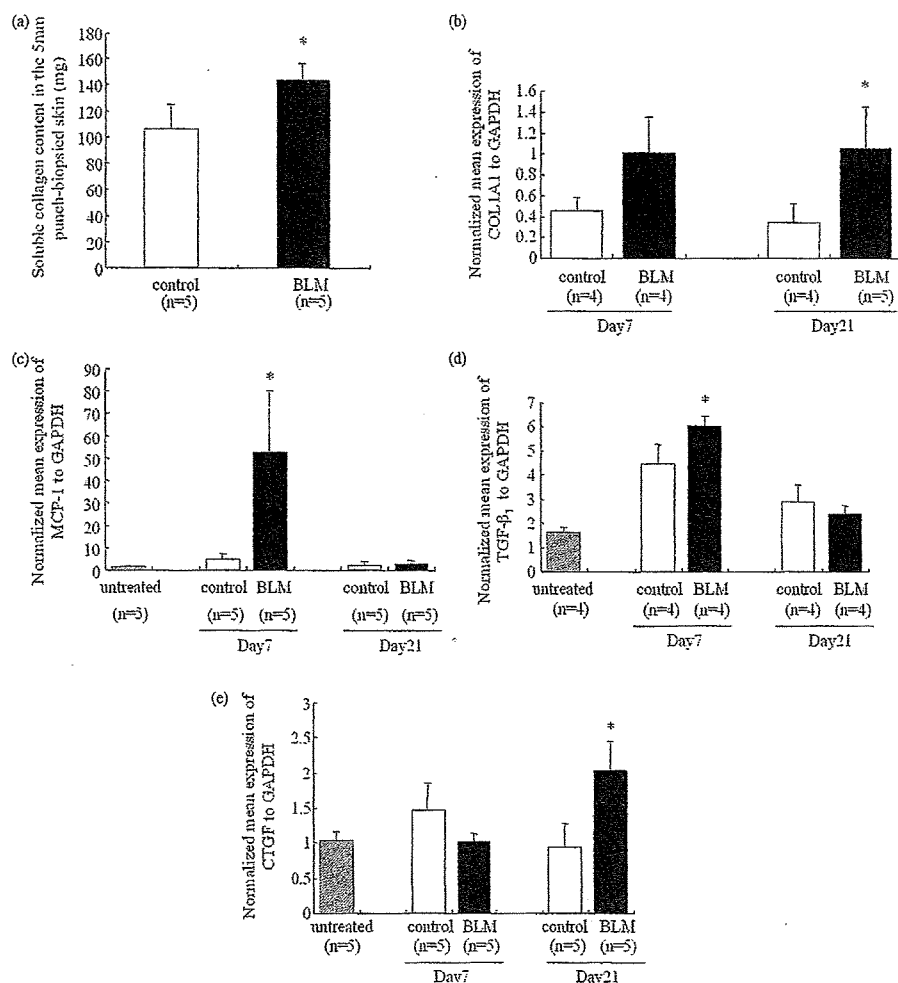 (a)
Soluble collagen content in the 5mm
punch-biopsied skin (mg)
180
160
140
120
100
80
60
40
20
0
*
control
(n=5)
BLM
(n=5)
(b)
Normalized mean expression of
COL1A1 to GAPDH
1.6
1.4
1.2
1
0.8
0.6
0.4
0.2
0
*
control
(n=4)
BLM
(n=4)
control
(n=4)
BLM
(n=5)
Day7
Day21
(c)
Normalized mean expression of
MCP-1 to GAPDH
90
80
70
60
50
40
30
20
10
0
*
untreated
(n=5)
control
(n=5)
BLM
(n=5)
control
(n=5)
BLM
(n=5)
Day7
Day21
(d)
Normalized mean expression of
TGF-β₁ to GAPDH
7
6
5
4
3
2
1
0
*
untreated
(n=4)
control
(n=4)
BLM
(n=4)
control
(n=4)
BLM
(n=4)
Day7
Day21
(e)
Normalized mean expression of
CTGF to GAPDH
3
2.5
2
1.5
1
0.5
0
*
untreated
(n=5)
control
(n=5)
BLM
(n=5)
control
(n=5)
BLM
(n=5)
Day7
Day21